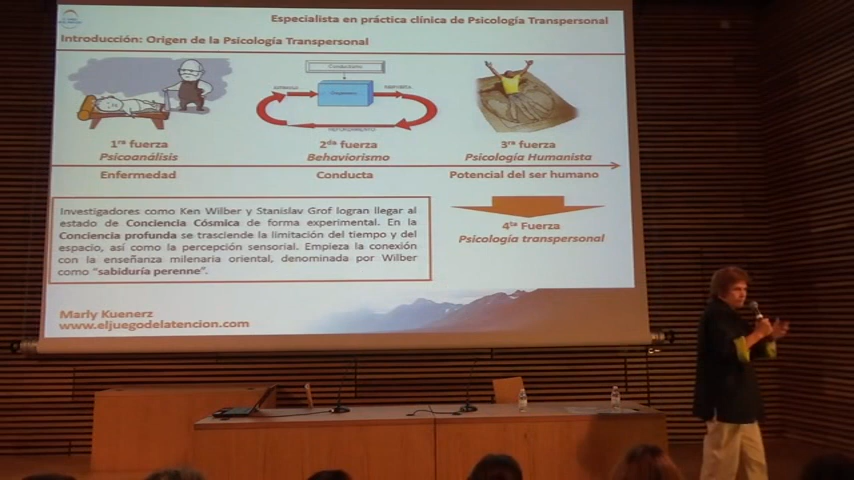 Especialista en práctica clínica de Psicología Transpersonal
Introducción: Origen de la Psicología Transpersonal
Conductismo
1ra fuerza
Psicoanálisis
Enfermedad
2da fuerza
Behaviorismo
Conducta
3ra fuerza
Psicología Humanista
Potencial del ser humano
4ta Fuerza
Psicología transpersonal
Investigadores como Ken Wilber y Stanislav Grof logran llegar al
estado de Conciencia Cósmica de forma experimental. En la
Conciencia profunda se trasciende la limitación del tiempo y del
espacio, así como la percepción sensorial. Empieza la conexión
con la enseñanza milenaria oriental, denominada por Wilber
como "sabiduría perenne".
Marly Kuenerz
www.eljuegodelatencion.com